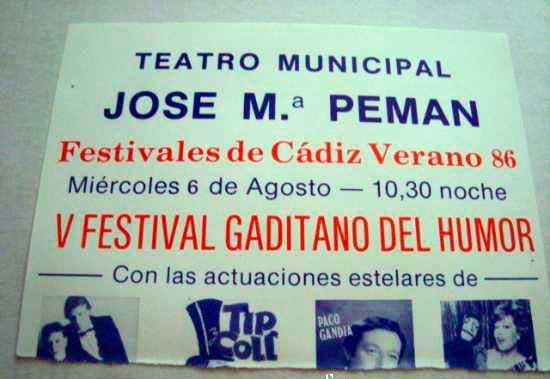 TEATRO MUNICIPAL
JOSE M.ª PEMAN
Festivales de Cádiz Verano 86
Miércoles 6 de Agosto — 10,30 noche
V FESTIVAL GADITANO DEL HUMOR
Con las actuaciones estelares de
TIP
COLL
PACO
GANDIA